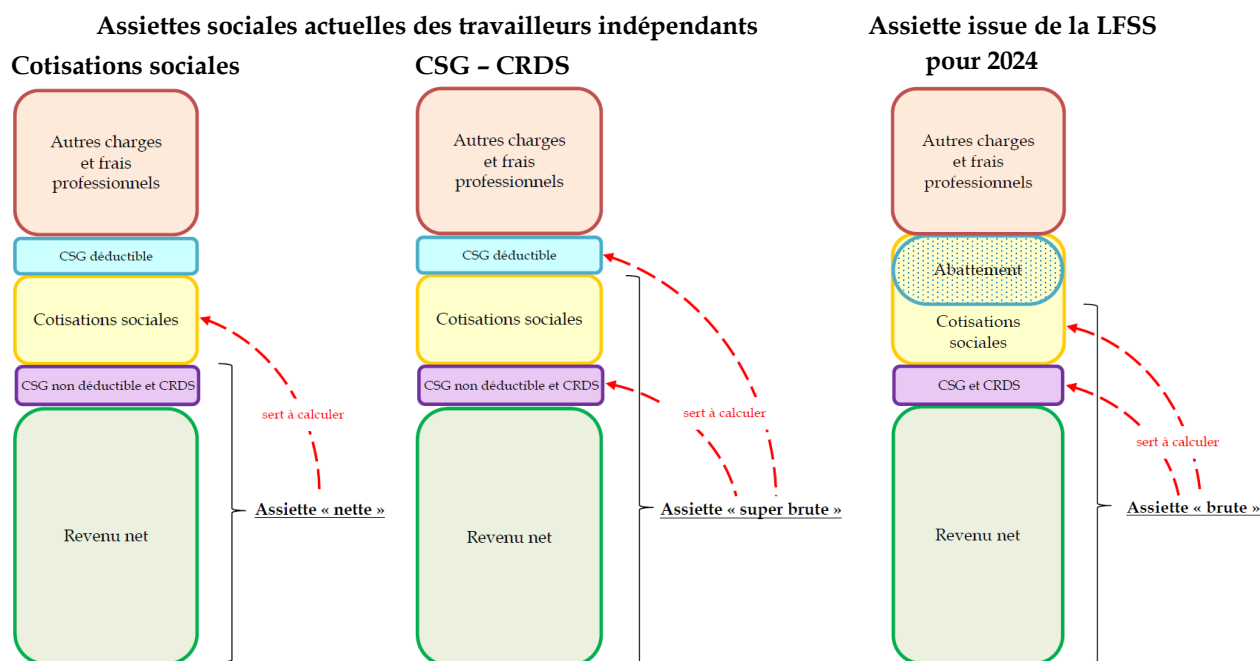 Assiettes sociales actuelles des travailleurs indépendants
Cotisations sociales
Autres charges
et frais
professionnels
CSG déductible
Cotisations sociales
CSG non déductible et CRDS
Revenu net
sert à calculer
Assiette « nette »
CSG – CRDS
Autres charges
et frais
professionnels
CSG déductible
Cotisations sociales
CSG non déductible et CRDS
Revenu net
sert à calculer
Assiette « super brute »
Assiette issue de la LFSS
pour 2024
Autres charges
et frais
professionnels
Abattement
Cotisations
sociales
CSG et CRDS
Revenu net
sert à calculer
Assiette « brute »